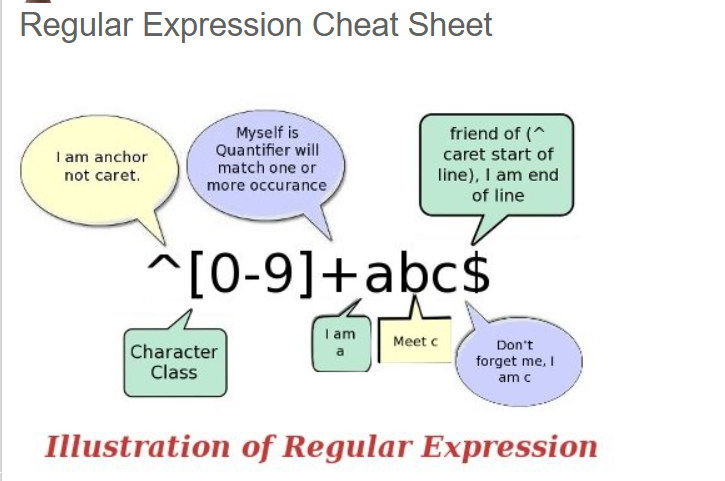 Regular Expression Cheat Sheet
I am anchor
not caret.
Myself is
Quantifier will
match one or
more occurance
friend of (^
caret start of
line), I am end
of line
^[0-9]+abc$
Character
Class
I am
a
Meet c
Don't
forget me, I
am c
Illustration of Regular Expression